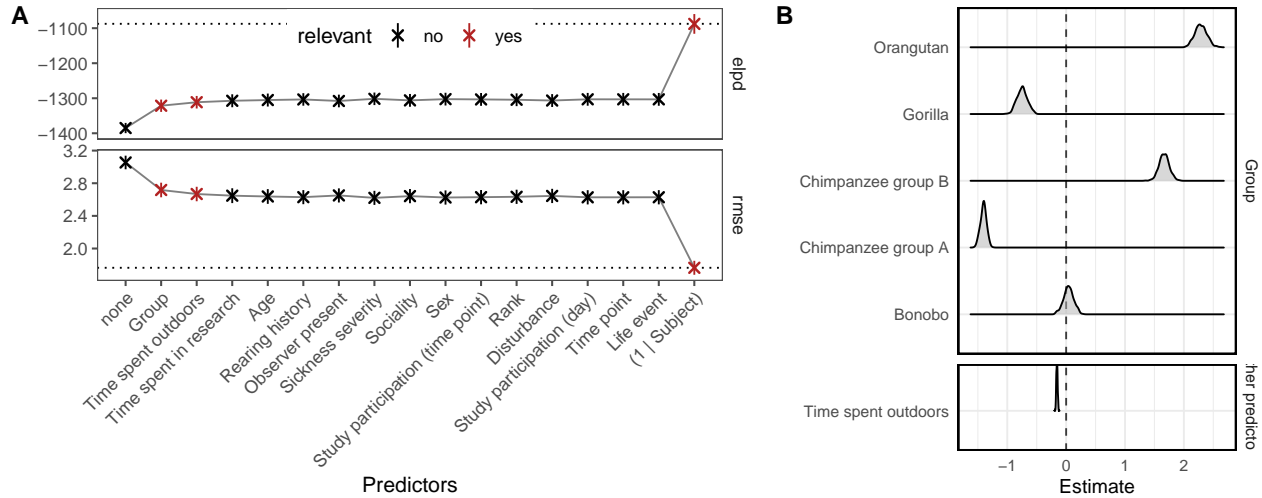 A
relevant no yes
−1100
−1200
−1300
−1400
elpd
3.2
2.8
2.4
2.0
rmse
none
Group
Time spent outdoors
Time spent in research
Age
Rearing history
Observer present
Sickness severity
Sociality
Sex
Study participation (time point)
Rank
Disturbance
Study participation (day)
Time point
Life event
(1 | Subject)
Predictors
B
Orangutan
Gorilla
Chimpanzee group B
Chimpanzee group A
Bonobo
Group
Time spent outdoors
her predicto
−1 0 1 2
Estimate